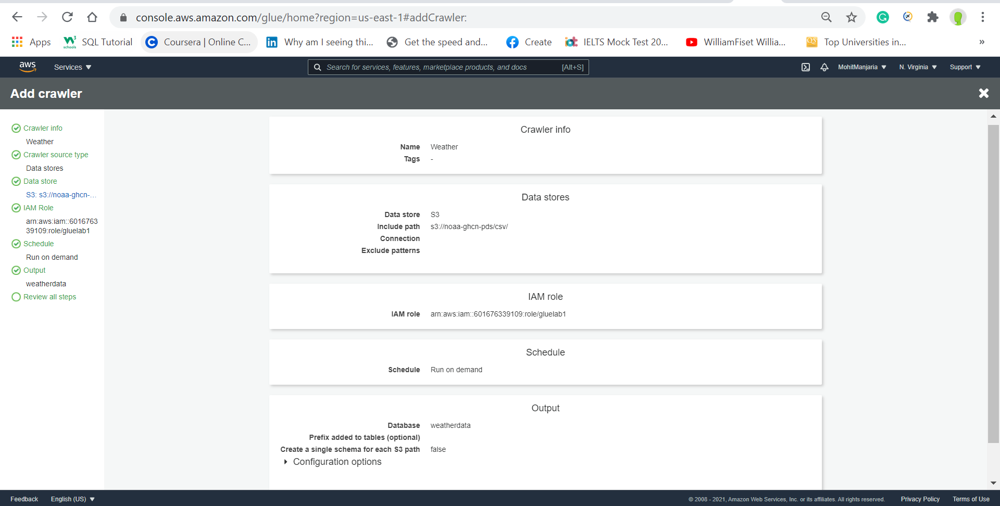 console.aws.amazon.com/glue/home?region=us-east-1#addCrawler:
Apps
W3 schools
SQL Tutorial
Coursera | Online C...
Why am I seeing thi...
Get the speed and...
Create
IELTS Mock Test 20...
WilliamFiset Willia...
Top Universities in...
»
aws
Services
Search for services, features, marketplace products, and docs
[Alt+S]
MohitManjaria
N. Virginia
Support
Add crawler
Crawler info
Weather
Crawler source type
Data stores
Data store
S3: s3://noaa-ghcn-...
IAM Role
arn:aws:iam::6016763
39109:role/gluelab1
Schedule
Run on demand
Output
weatherdata
Review all steps
Crawler info
Name Weather
Tags -
Data stores
Data store S3
Include path s3://noaa-ghcn-pds/csv/
Connection
Exclude patterns
IAM role
IAM role arn:aws:iam::601676339109:role/gluelab1
Schedule
Schedule Run on demand
Output
Database weatherdata
Prefix added to tables (optional)
Create a single schema for each S3 path false
Configuration options
Feedback
English (US)
© 2008 - 2021, Amazon Web Services, Inc. or its affiliates. All rights reserved.
Privacy Policy
Terms of Use